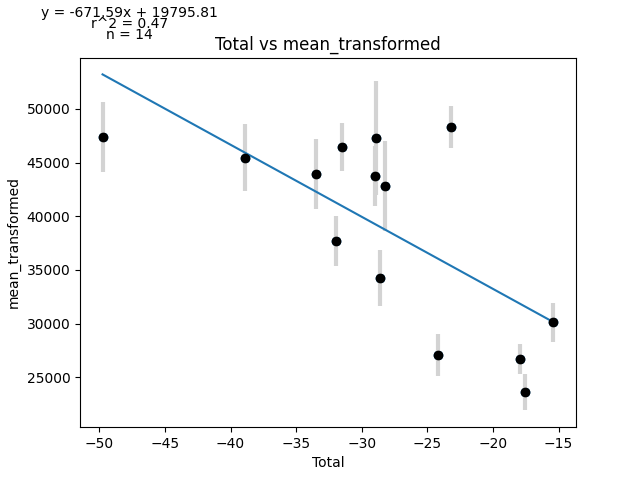 y = -671.59x + 19795.81
r^2 = 0.47
n = 14
Total vs mean_transformed
50000
45000
40000
35000
30000
25000
mean_transformed
−50
−45
−40
−35
−30
−25
−20
−15
Total